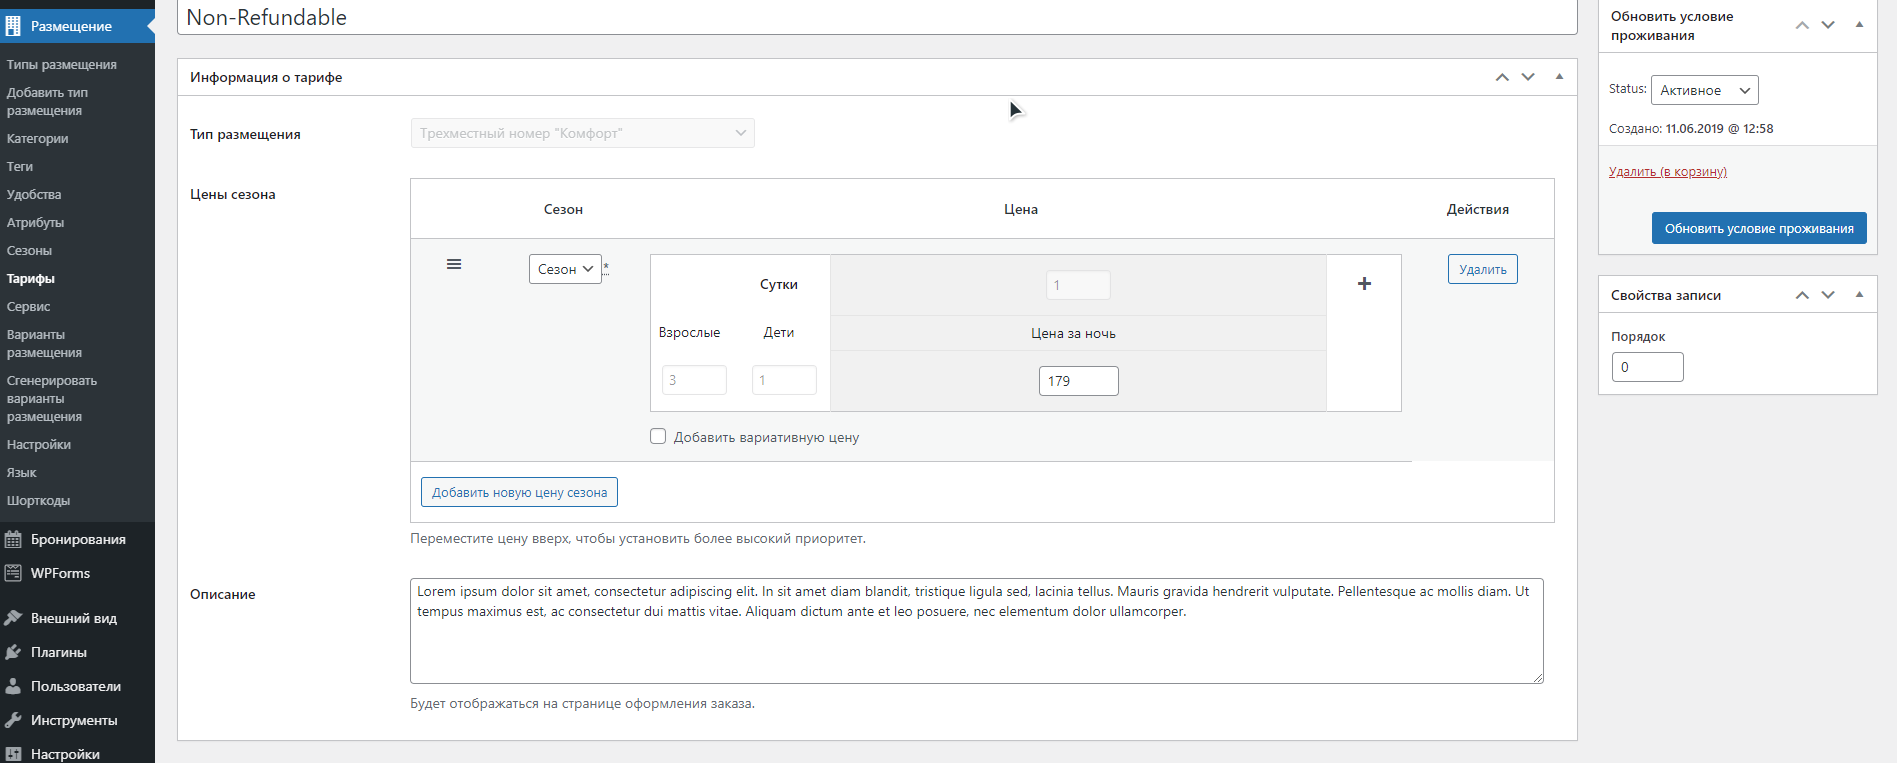 Размещение
Типы размещения
Добавить тип
размещения
Категории
Теги
Удобства
Атрибуты
Сезоны
Тарифы
Сервис
Варианты
размещения
Сгенерировать
варианты
размещения
Настройки
Язык
Шорткоды
Бронирования
WPForms
Внешний вид
Плагины
Пользователи
Инструменты
Настройки
Non-Refundable
Информация о тарифе
Тип размещения
Трехместный номер "Комфорт"
Цены сезона
Сезон
Цена
Действия
Сезон *
Сутки
1
+
Удалить
Взрослые
Дети
Цена за ночь
3
1
179
Добавить вариативную цену
Добавить новую цену сезона
Переместите цену вверх, чтобы установить более высокий приоритет.
Описание
Lorem ipsum dolor sit amet, consectetur adipiscing elit. In sit amet diam blandit, tristique ligula sed, lacinia tellus. Mauris gravida hendrerit vulputate. Pellentesque ac mollis diam. Ut
tempus maximus est, ac consectetur dui mattis vitae. Aliquam dictum ante et leo posuere, nec elementum dolor ullamcorper.
Будет отображаться на странице оформления заказа.
Обновить условие
проживания
Status: Активное
Создано: 11.06.2019 @ 12:58
Удалить (в корзину)
Обновить условие проживания
Свойства записи
Порядок
0